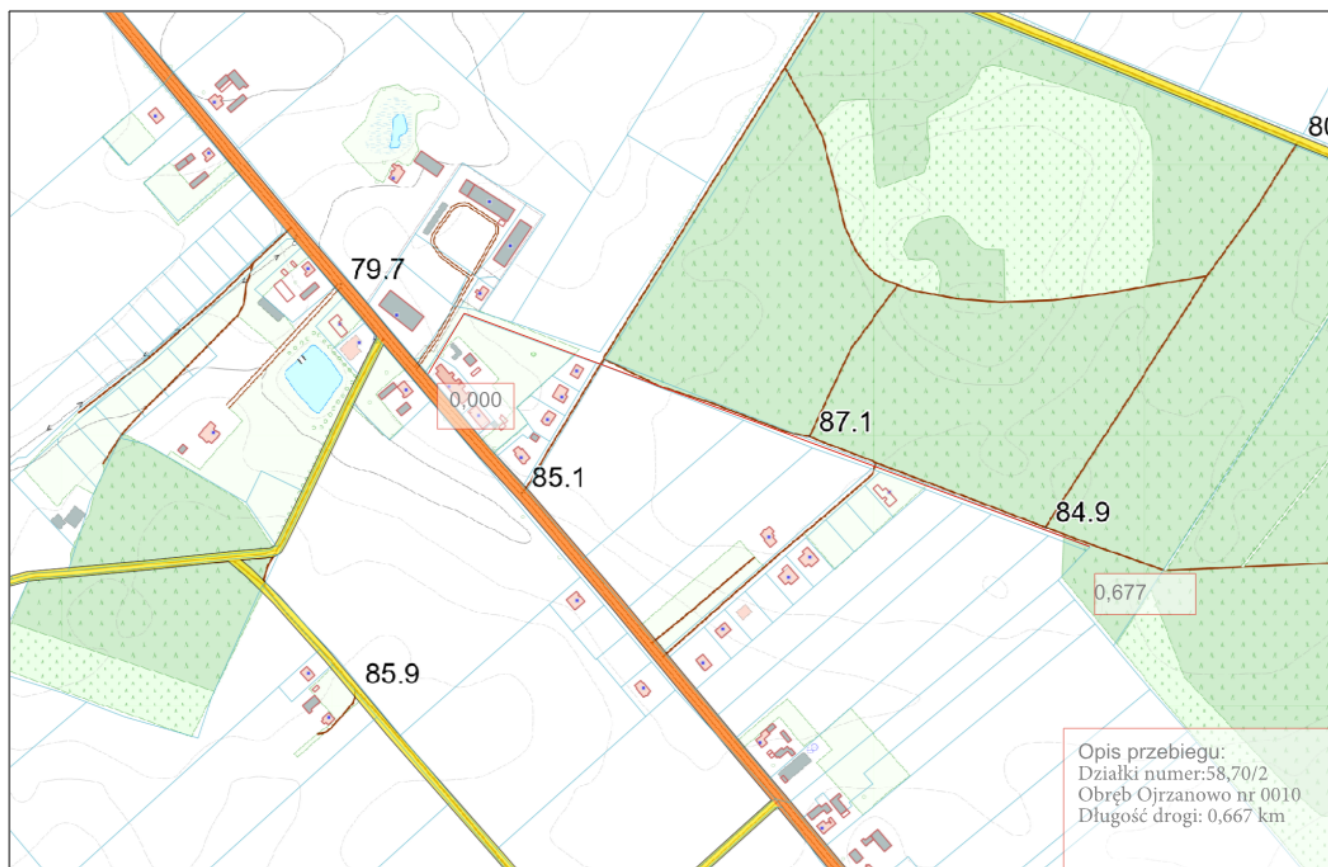 80
79.7
0,000
87.1
85.1
84.9
0,677
85.9
Opis przebiegu:
Działki numer:58,70/2
Obręb Ojrzanowo nr 0010
Długość drogi: 0,667 km